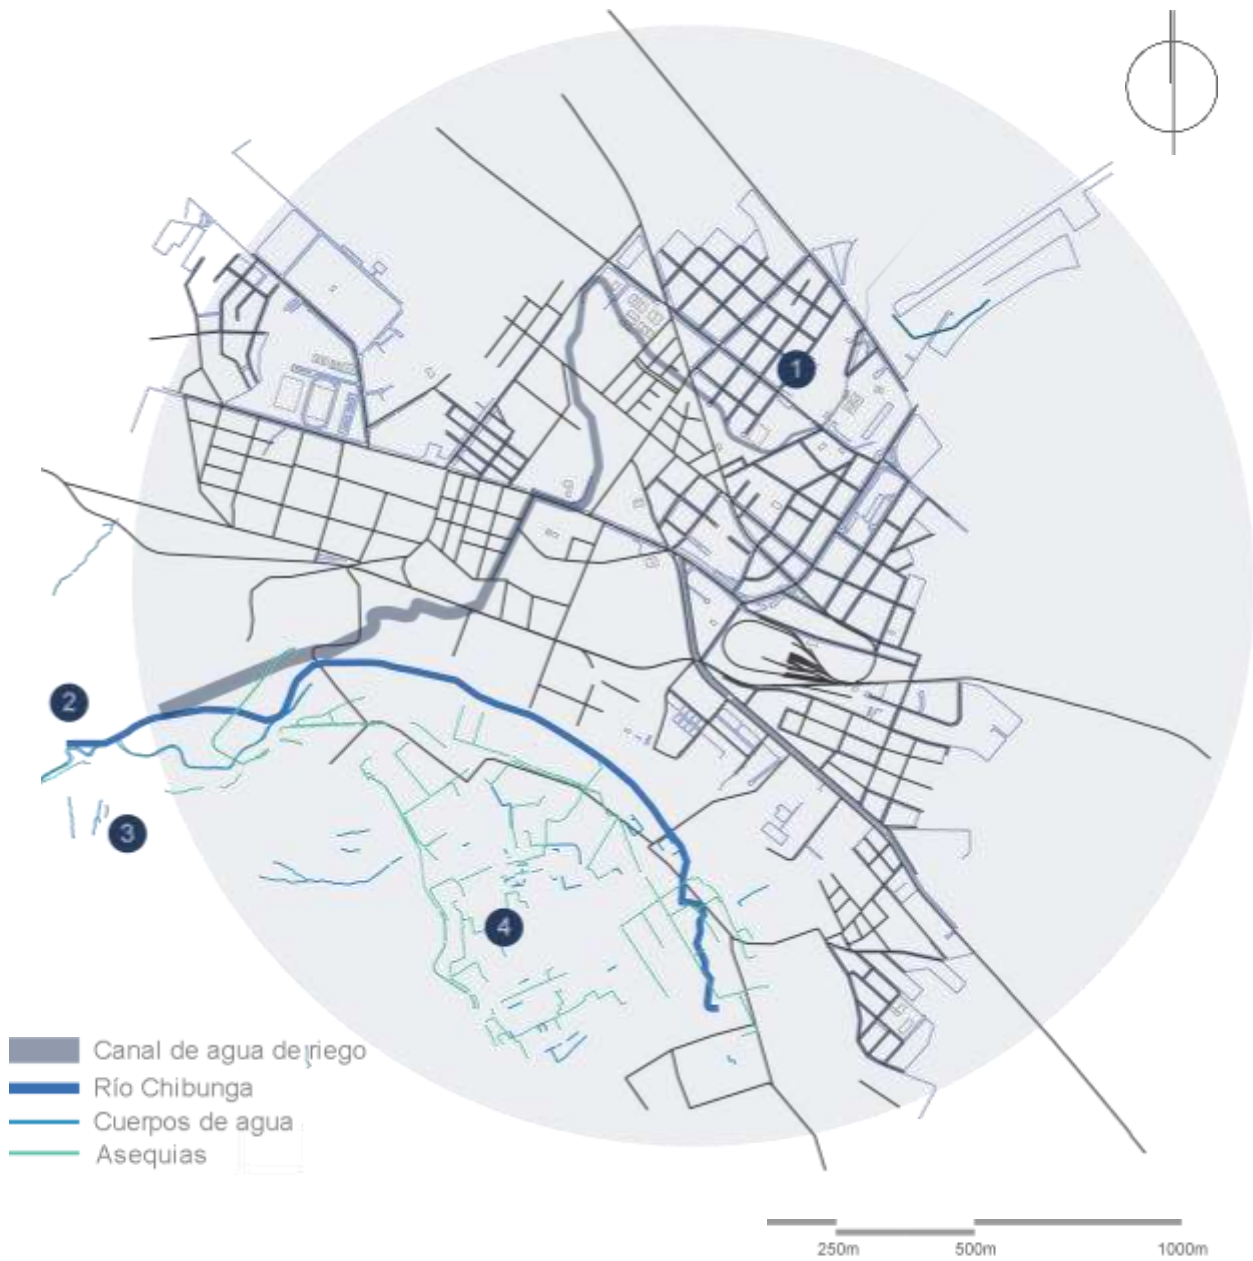 1
2
3
4
Canal de agua de riego
Río Chibunga
Cuerpos de agua
Asequias
250m 500m 1000m